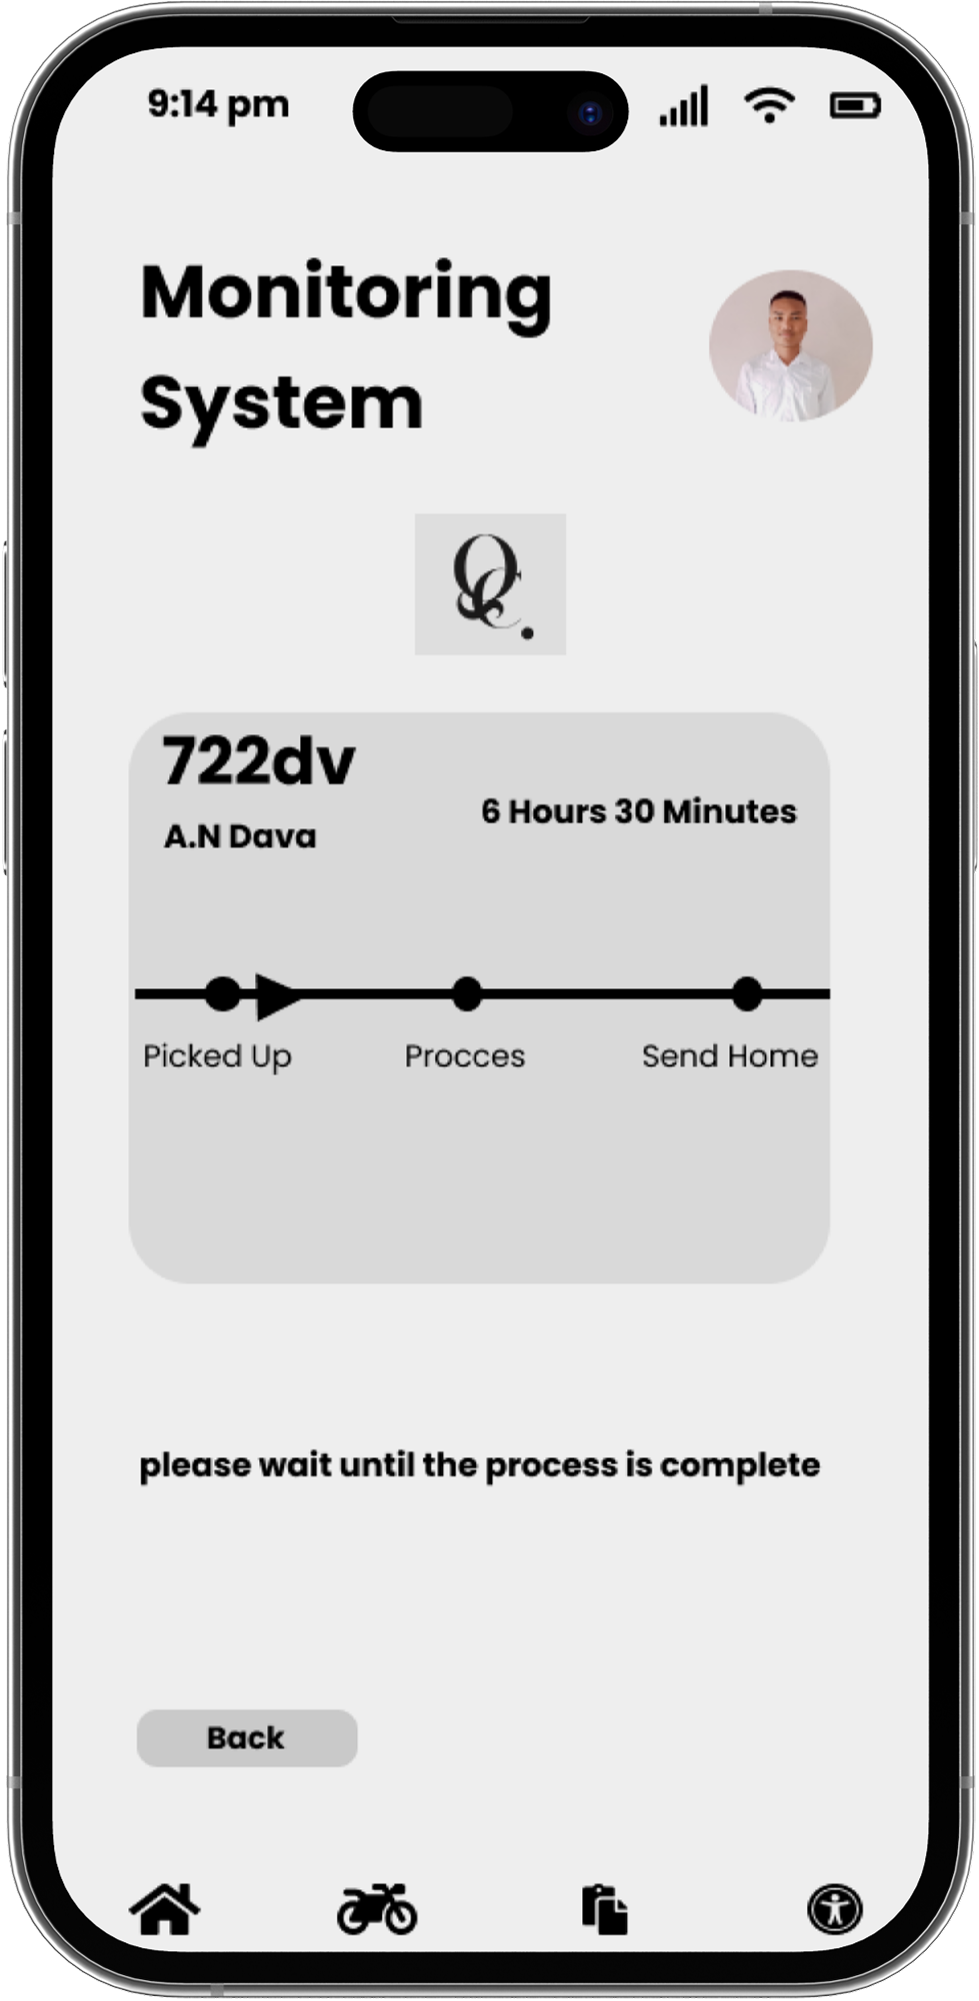 9:14 pm
Monitoring
System
QC.
722dv
6 Hours 30 Minutes
A.N Dava
Picked Up Procces Send Home
please wait until the process is complete
Back